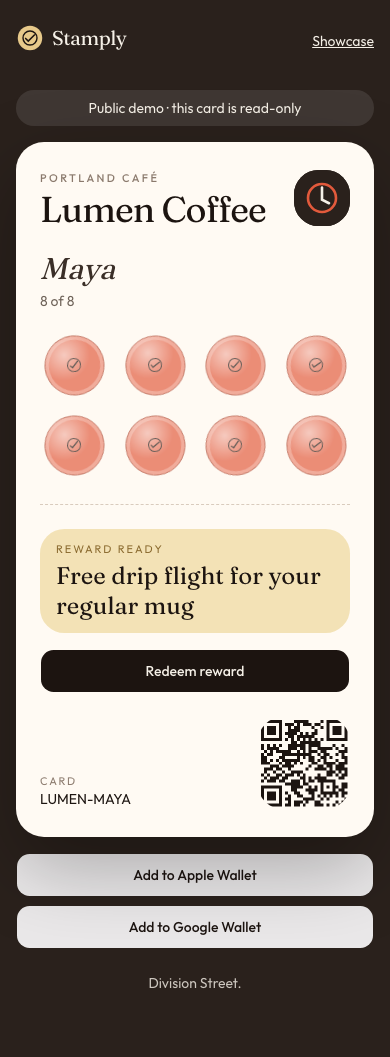 Stamply
Showcase
Public demo · this card is read-only
PORTLAND CAFÉ
Lumen Coffee
Maya
8 of 8
REWARD READY
Free drip flight for your
regular mug
Redeem reward
CARD
LUMEN-MAYA
Add to Apple Wallet
Add to Google Wallet
Division Street.